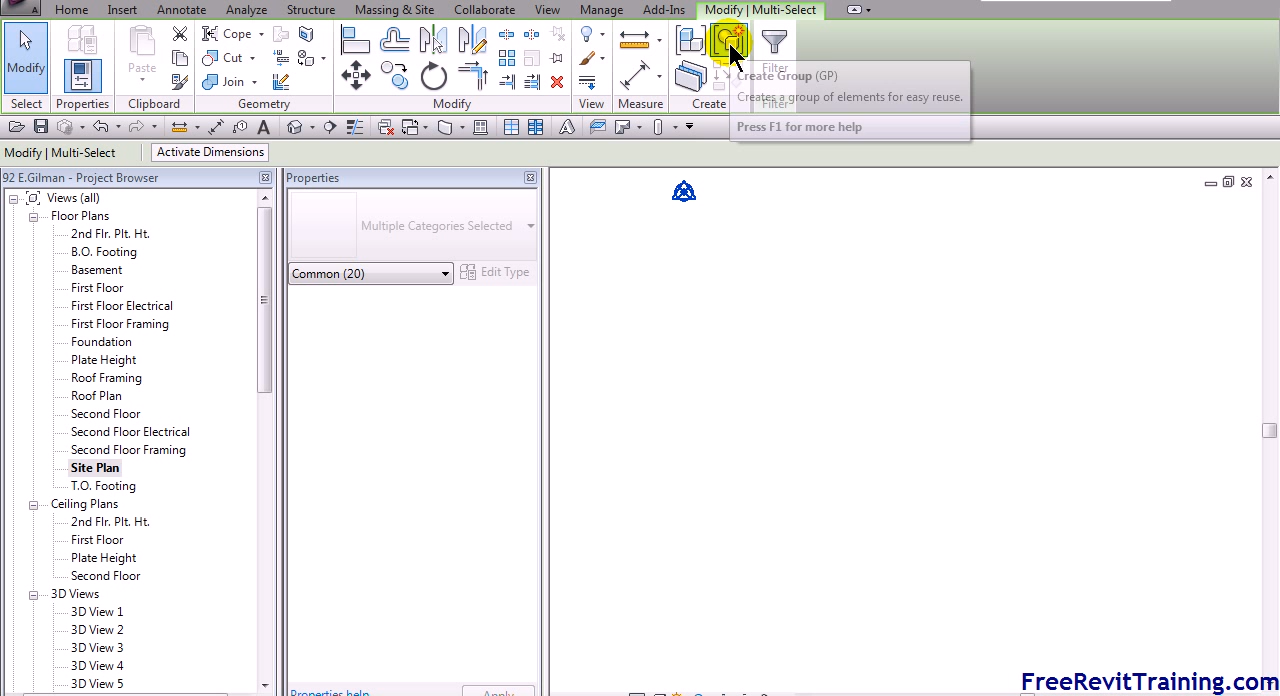 Home Insert Annotate Analyze Structure Massing & Site Collaborate View Manage Add-Ins Modify | Multi-Select
Modify Paste Cope Cut Join Filter
Select Properties Clipboard Geometry Modify View Measure Create Filter
Create Group (GP)
Creates a group of elements for easy reuse.
Press F1 for more help
A
Modify | Multi-Select Activate Dimensions
92 E.Gilman - Project Browser
Views (all)
Floor Plans
2nd Flr. Plt. Ht.
B.O. Footing
Basement
First Floor
First Floor Electrical
First Floor Framing
Foundation
Plate Height
Roof Framing
Roof Plan
Second Floor
Second Floor Electrical
Second Floor Framing
Site Plan
T.O. Footing
Ceiling Plans
2nd Flr. Plt. Ht.
First Floor
Plate Height
Second Floor
3D Views
3D View 1
3D View 2
3D View 3
3D View 4
3D View 5
Properties
Multiple Categories Selected
Common (20) Edit Type
Properties help Apply
FreeRevitTraining.com